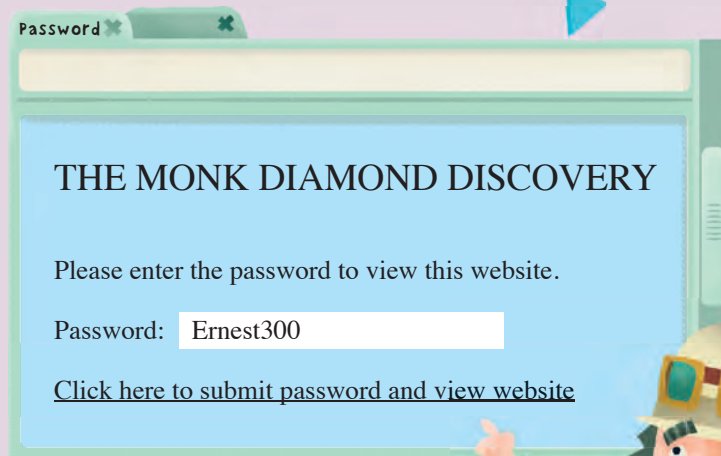 Password
THE MONK DIAMOND DISCOVERY
Please enter the password to view this website.
Password: Ernest300
Click here to submit password and view website